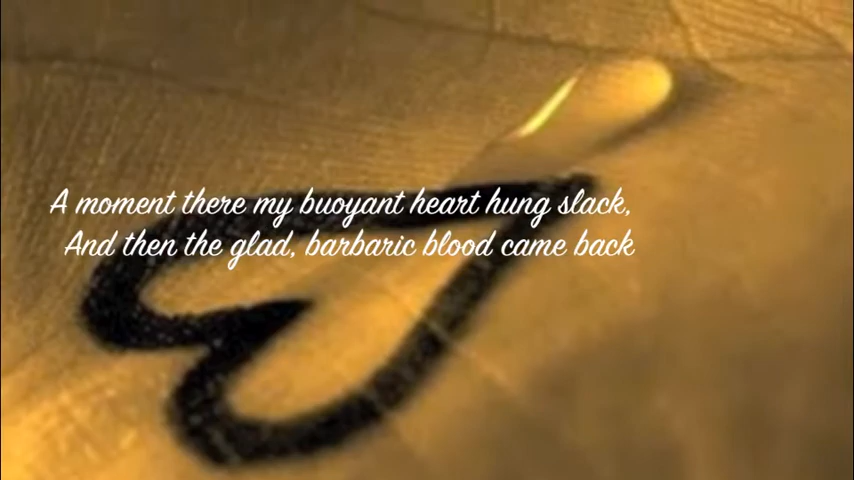 A moment there my buoyant heart hung slack,
And then the glad, barbaric blood came back